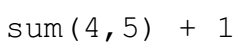 sum(4,5) + 1